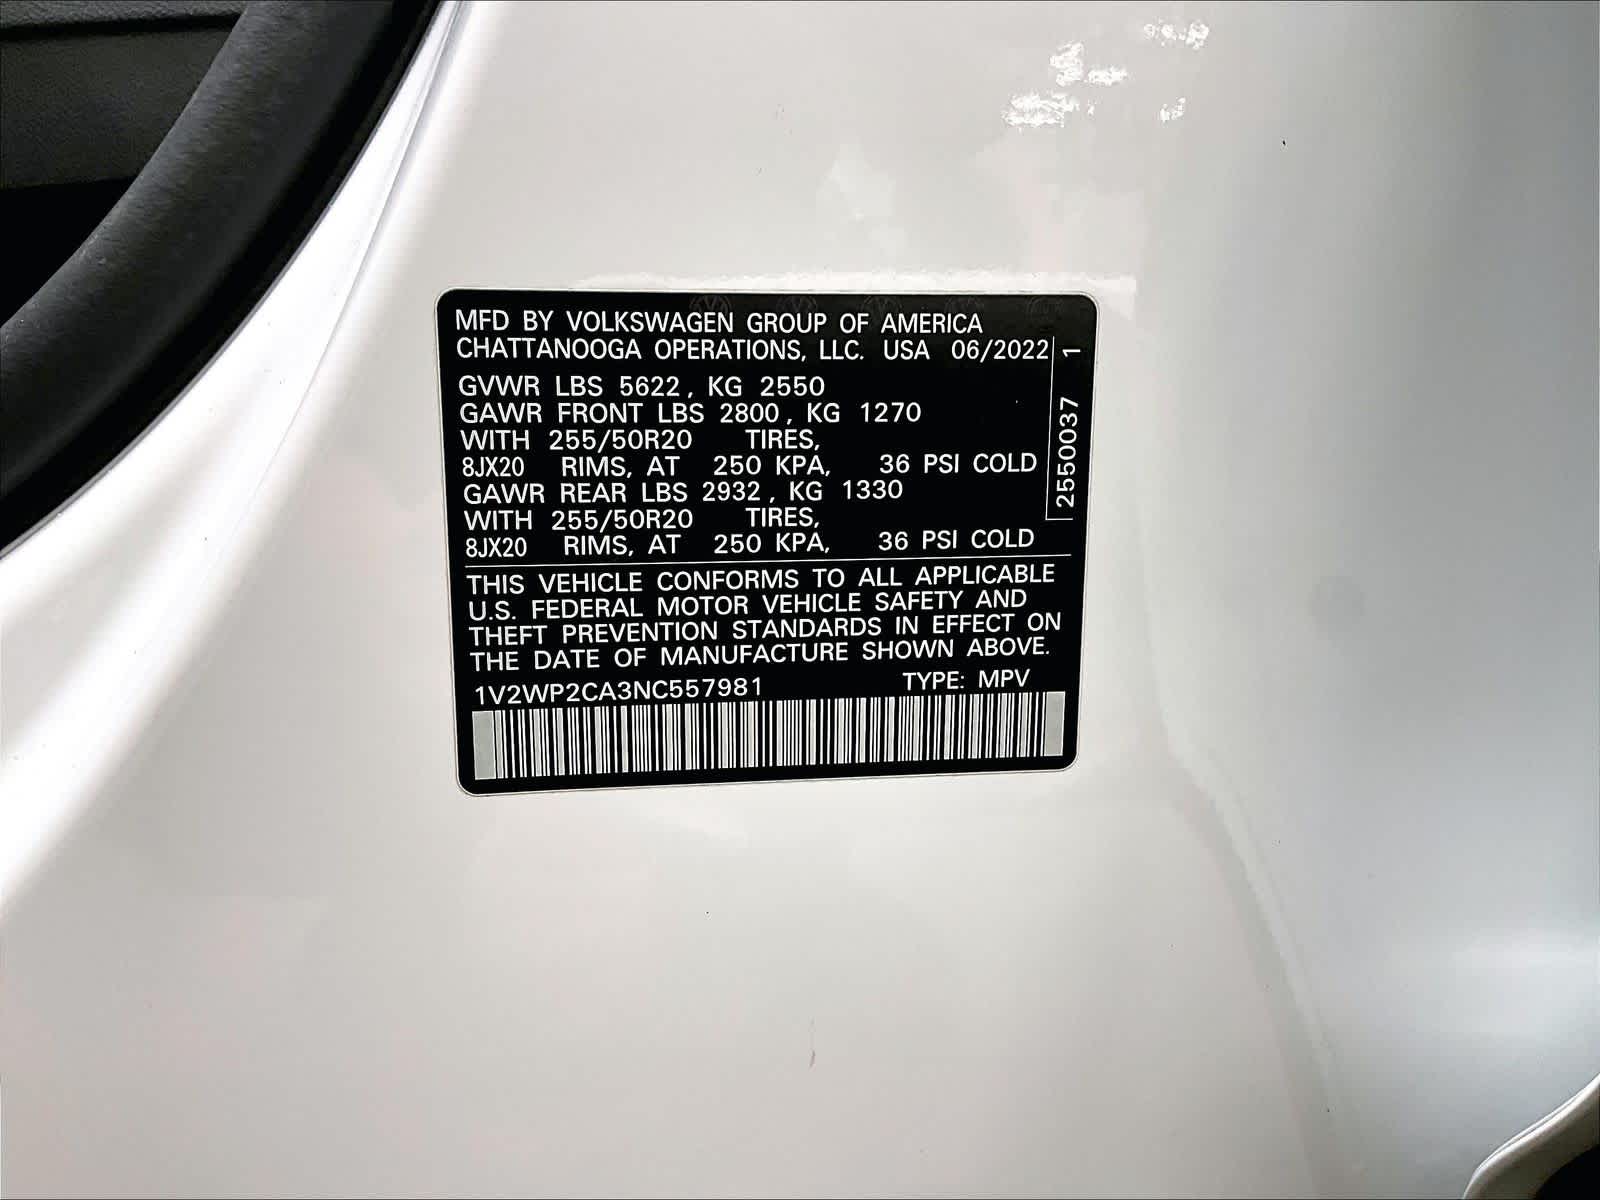 MFD BY VOLKSWAGEN GROUP OF AMERICA
CHATTANOOGA OPERATIONS, LLC. USA 06/2022
GVWR LBS 5622, KG 2550
GAWR FRONT LBS 2800, KG 1270
WITH 255/50R20 TIRES,
8JX20 RIMS, AT 250 KPA, 36 PSI COLD
GAWR REAR LBS 2932, KG 1330
WITH 255/50R20 TIRES,
8JX20 RIMS, AT 250 KPA, 36 PSI COLD
THIS VEHICLE CONFORMS TO ALL APPLICABLE
U.S. FEDERAL MOTOR VEHICLE SAFETY AND
THEFT PREVENTION STANDARDS IN EFFECT ON
THE DATE OF MANUFACTURE SHOWN ABOVE.
1V2WP2CA3NC557981 TYPE: MPV
2550037 1